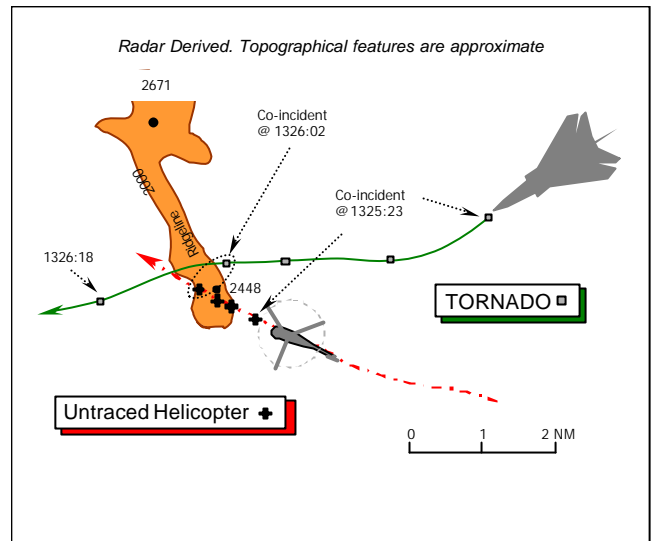 Radar Derived. Topographical features are approximate
2671
Co-incident
@ 1326:02
2000
Ridgeline
Co-incident
@ 1325:23
1326:18
2448
TORNADO
Untraced Helicopter
0 1 2 NM